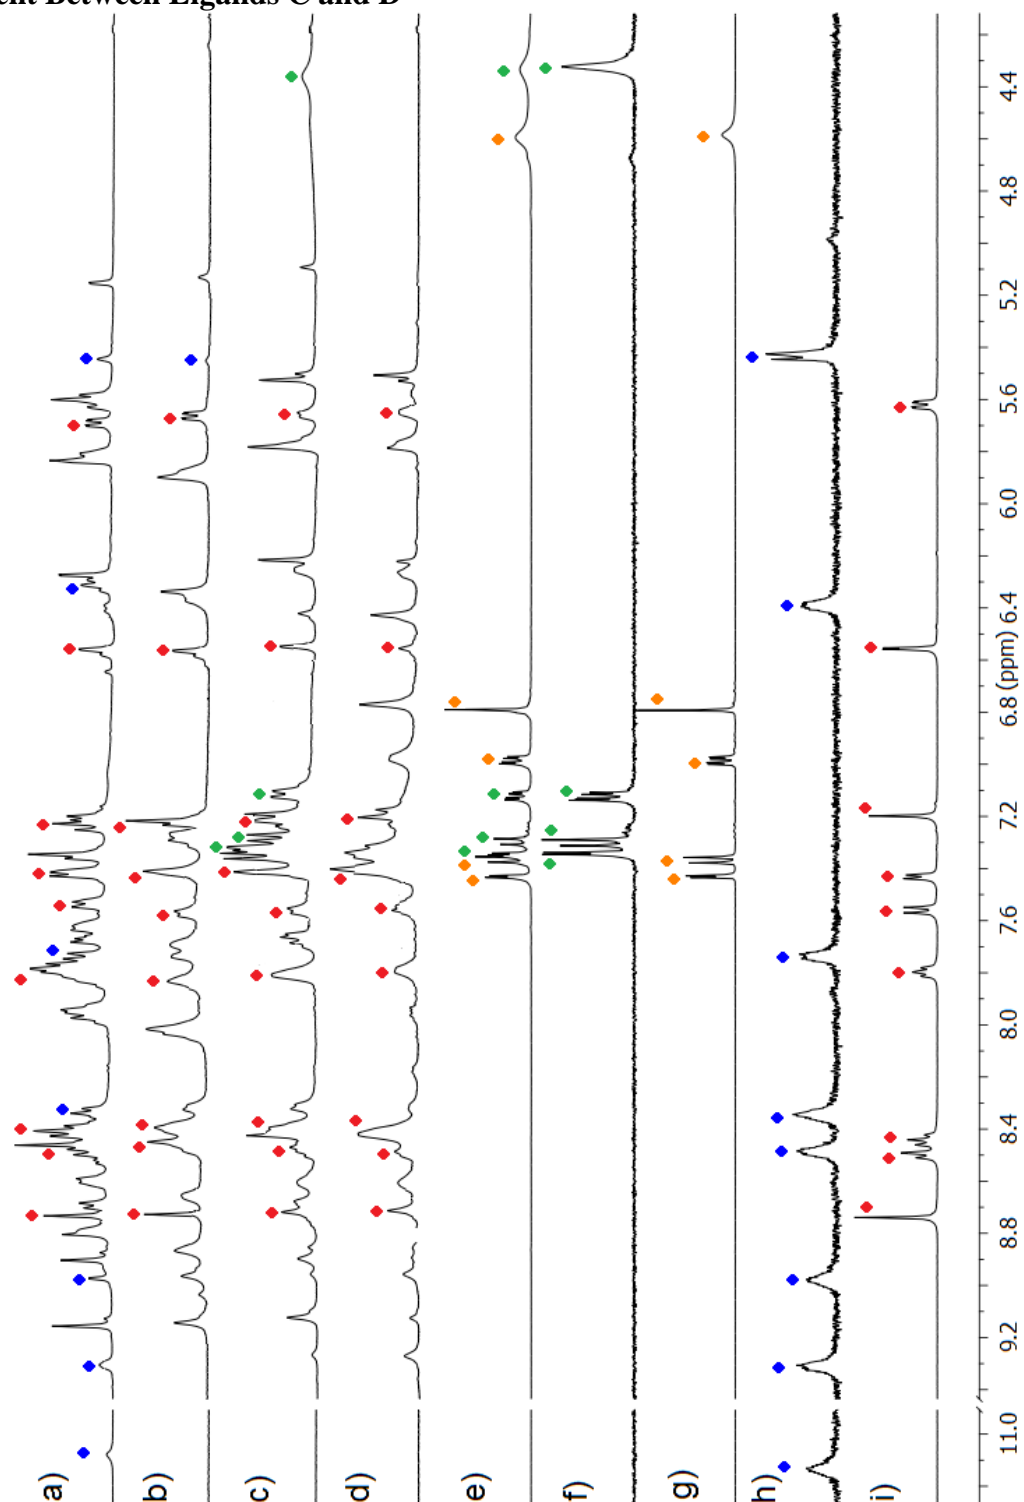 ent Between Ligands C and D
a)
b)
c)
d)
e)
f)
g)
h)
i)
11.0 9.2 8.8 8.4 8.0 7.6 7.2 6.8 (ppm) 6.4 6.0 5.6 5.2 4.8 4.4